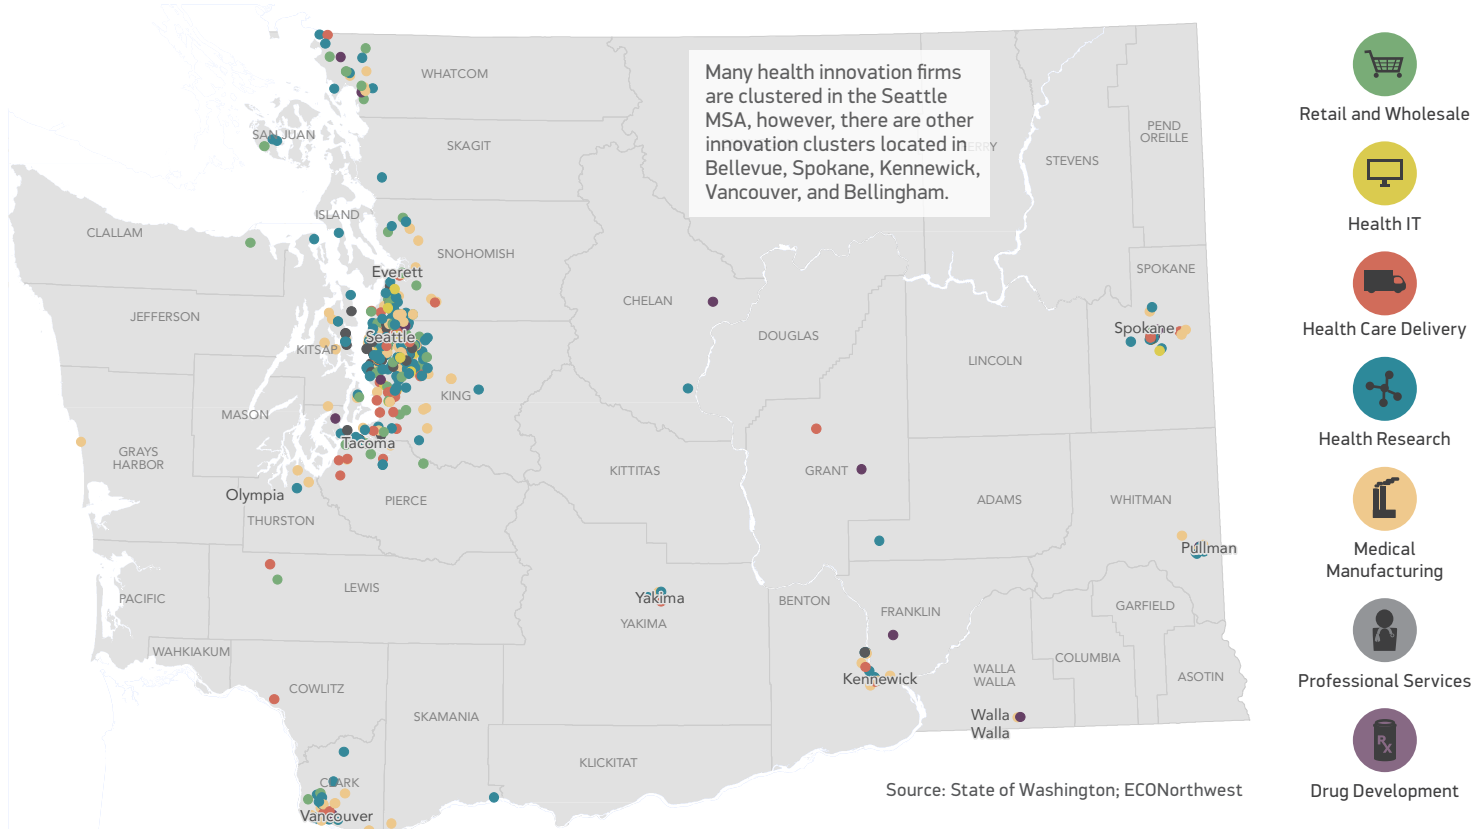 WHATCOM
SAN JUAN
SKAGIT
ISLAND
CLALLAM
SNOHOMISH
Everett
JEFFERSON
Seattle
KITSAP
KING
MASON
Tacoma
GRAYS
HARBOR
Olympia
PIERCE
THURSTON
PACIFIC
LEWIS
WAHKIAKUM
COWLITZ
SKAMANIA
CLARK
Vancouver
Many health innovation firms
are clustered in the Seattle
MSA, however, there are other
innovation clusters located in
Bellevue, Spokane, Kennewick,
Vancouver, and Bellingham.
STEVENS
PEND
OREILLE
SPOKANE
Spokane
CHELAN
DOUGLAS
LINCOLN
KITTITAS
GRANT
ADAMS
WHITMAN
Pullman
Yakima
YAKIMA
BENTON
FRANKLIN
GARFIELD
Kennewick
WALLA
WALLA
COLUMBIA
ASOTIN
Walla
Walla
KLICKITAT
Source: State of Washington; ECONorthwest
Retail and Wholesale
Health IT
Health Care Delivery
Health Research
Medical
Manufacturing
Professional Services
RX
Drug Development